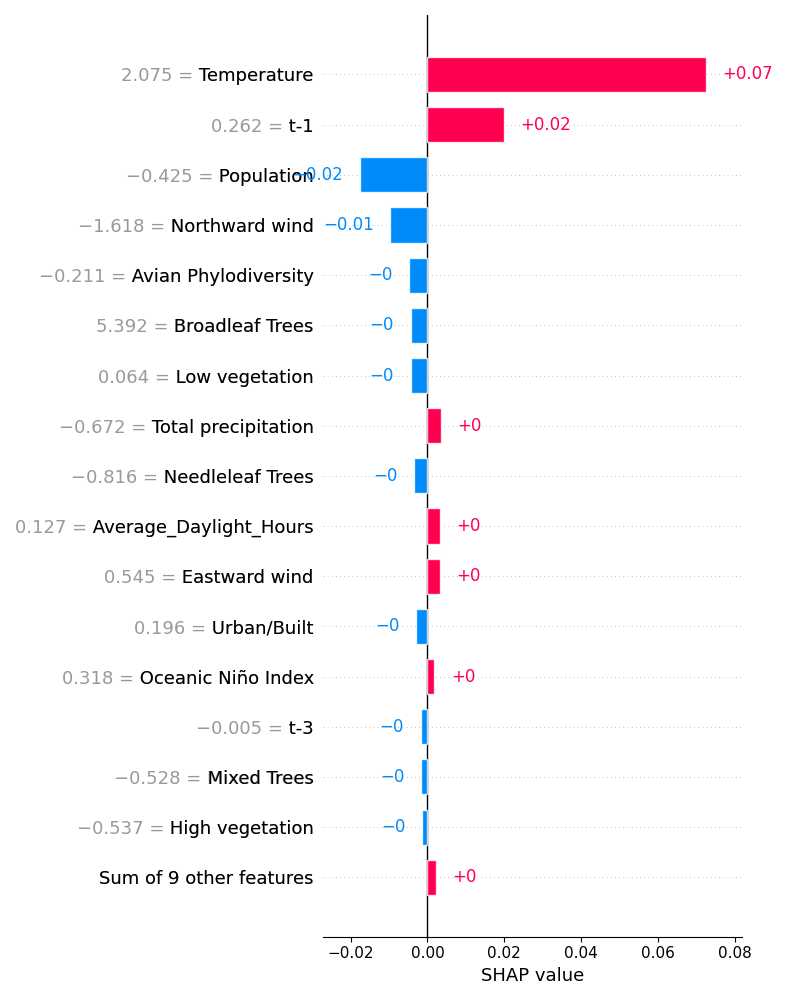 2.075 = Temperature +0.07
0.262 = t-1 +0.02
−0.425 = Population −0.02
−1.618 = Northward wind −0.01
−0.211 = Avian Phylodiversity −0
5.392 = Broadleaf Trees −0
0.064 = Low vegetation −0
−0.672 = Total precipitation +0
−0.816 = Needleleaf Trees −0
0.127 = Average_Daylight_Hours +0
0.545 = Eastward wind +0
0.196 = Urban/Built −0
0.318 = Oceanic Niño Index +0
−0.005 = t-3 −0
−0.528 = Mixed Trees −0
−0.537 = High vegetation −0
Sum of 9 other features +0
−0.02 0.00 0.02 0.04 0.06 0.08
SHAP value